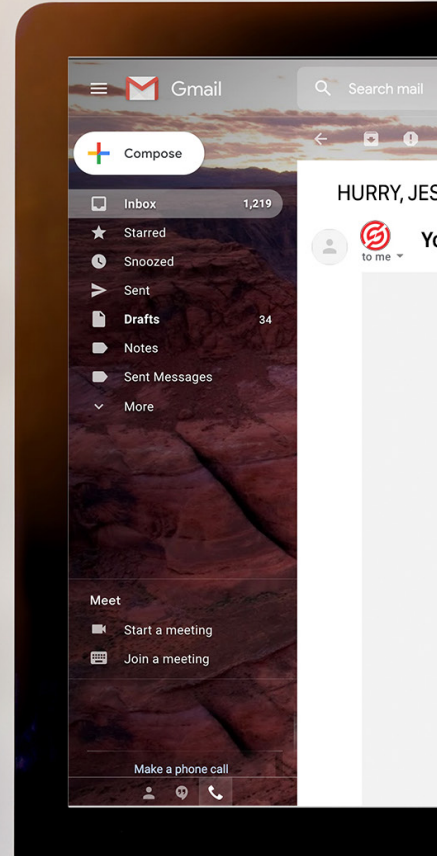 Gmail
Search mail
Compose
HURRY, JES
Inbox 1,219
Starred
Yo
to me
Snoozed
Sent
Drafts 34
Notes
Sent Messages
More
Meet
Start a meeting
Join a meeting
Make a phone call